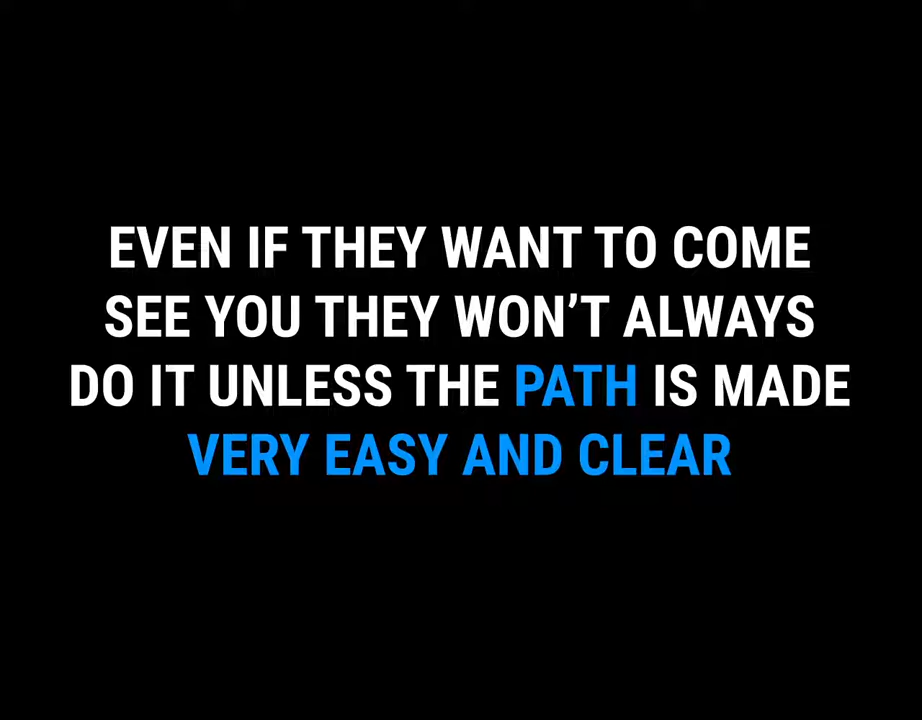 EVEN IF THEY WANT TO COME
SEE YOU THEY WON’T ALWAYS
DO IT UNLESS THE PATH IS MADE
VERY EASY AND CLEAR